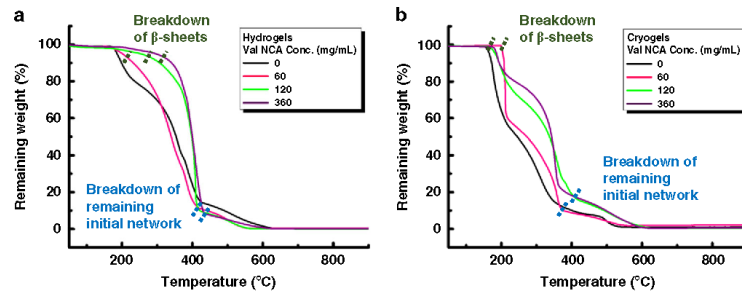 a
Breakdown
of β-sheets
Hydrogels
Val NCA Conc. (mg/mL)
0
60
120
360
100
80
60
40
20
0
Remaining weight (%)
Breakdown of
remaining
initial network
200
400
600
800
Temperature (°C)
b
Breakdown
of β-sheets
Cryogels
Val NCA Conc. (mg/mL)
0
60
120
360
100
80
60
40
20
0
Remaining weight (%)
Breakdown of
remaining
initial network
200
400
600
800
Temperature (°C)